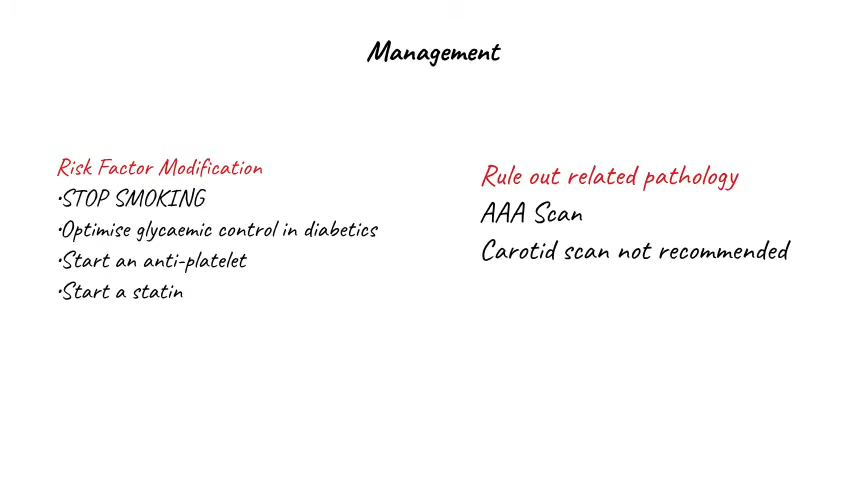 Management
Risk Factor Modification
•STOP SMOKING
•Optimise glycaemic control in diabetics
•Start an anti-platelet
•Start a statin
Rule out related pathology
AAA Scan
Carotid scan not recommended